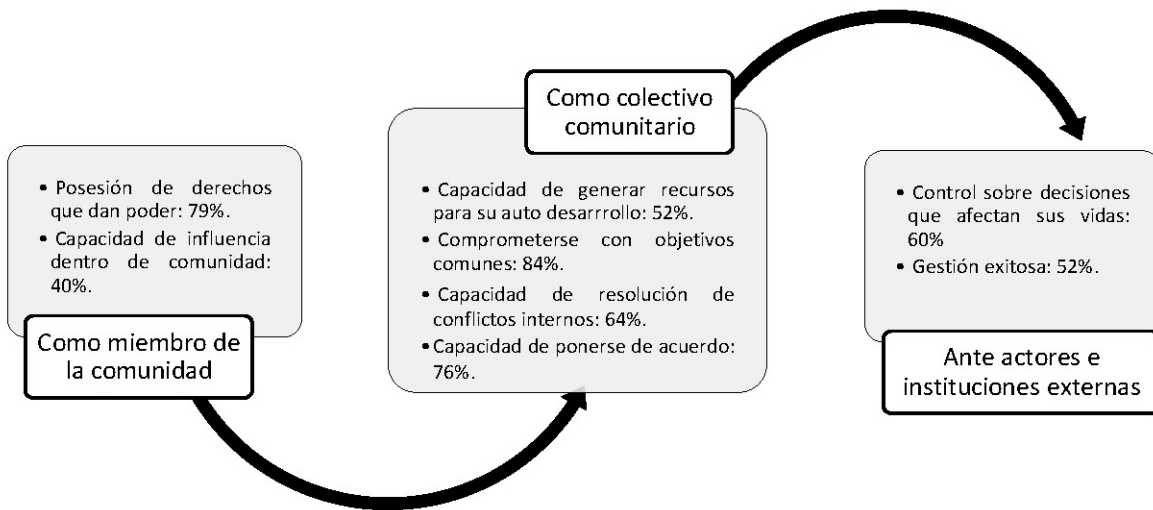 • Posesión de derechos
que dan poder: 79%.
• Capacidad de influencia
dentro de comunidad:
40%.
Como miembro de
la comunidad
Como colectivo
comunitario
• Capacidad de generar recursos
para su auto desarrrollo: 52%.
• Comprometerse con objetivos
comunes: 84%.
• Capacidad de resolución de
conflictos internos: 64%.
• Capacidad de ponerse de acuerdo:
76%.
• Control sobre decisiones
que afectan sus vidas:
60%
• Gestión exitosa: 52%.
Ante actores e
instituciones externas